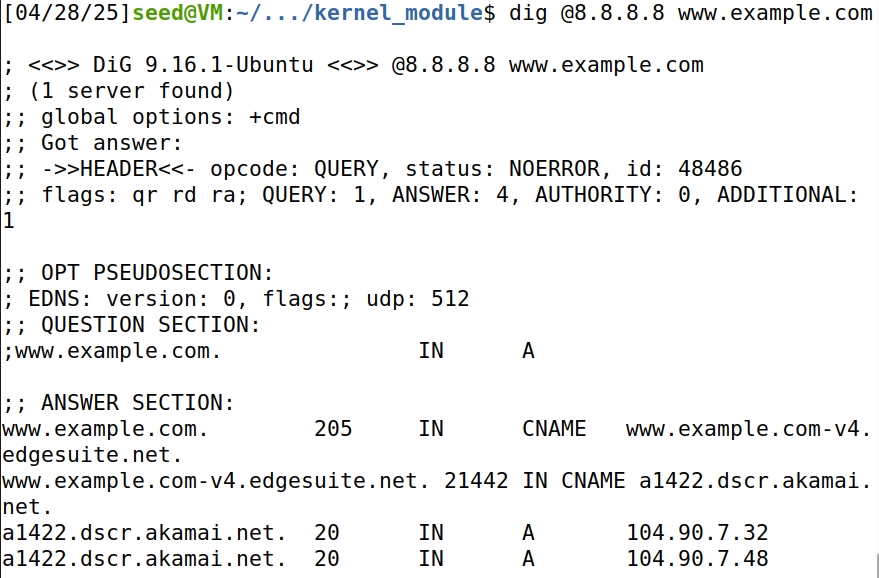 [04/28/25]seed@VM:~/.../kernel_module$ dig @8.8.8.8 www.example.com

; <<>> DiG 9.16.1-Ubuntu <<>> @8.8.8.8 www.example.com
; (1 server found)
;; global options: +cmd
;; Got answer:
;; ->>HEADER<<- opcode: QUERY, status: NOERROR, id: 48486
;; flags: qr rd ra; QUERY: 1, ANSWER: 4, AUTHORITY: 0, ADDITIONAL:
1

;; OPT PSEUDOSECTION:
; EDNS: version: 0, flags:; udp: 512
;; QUESTION SECTION:
;www.example.com.               IN      A

;; ANSWER SECTION:
www.example.com.        205     IN      CNAME   www.example.com-v4.
edgesuite.net.
www.example.com-v4.edgesuite.net. 21442 IN CNAME a1422.dscr.akamai.
net.
a1422.dscr.akamai.net.  20      IN      A       104.90.7.32
a1422.dscr.akamai.net.  20      IN      A       104.90.7.48